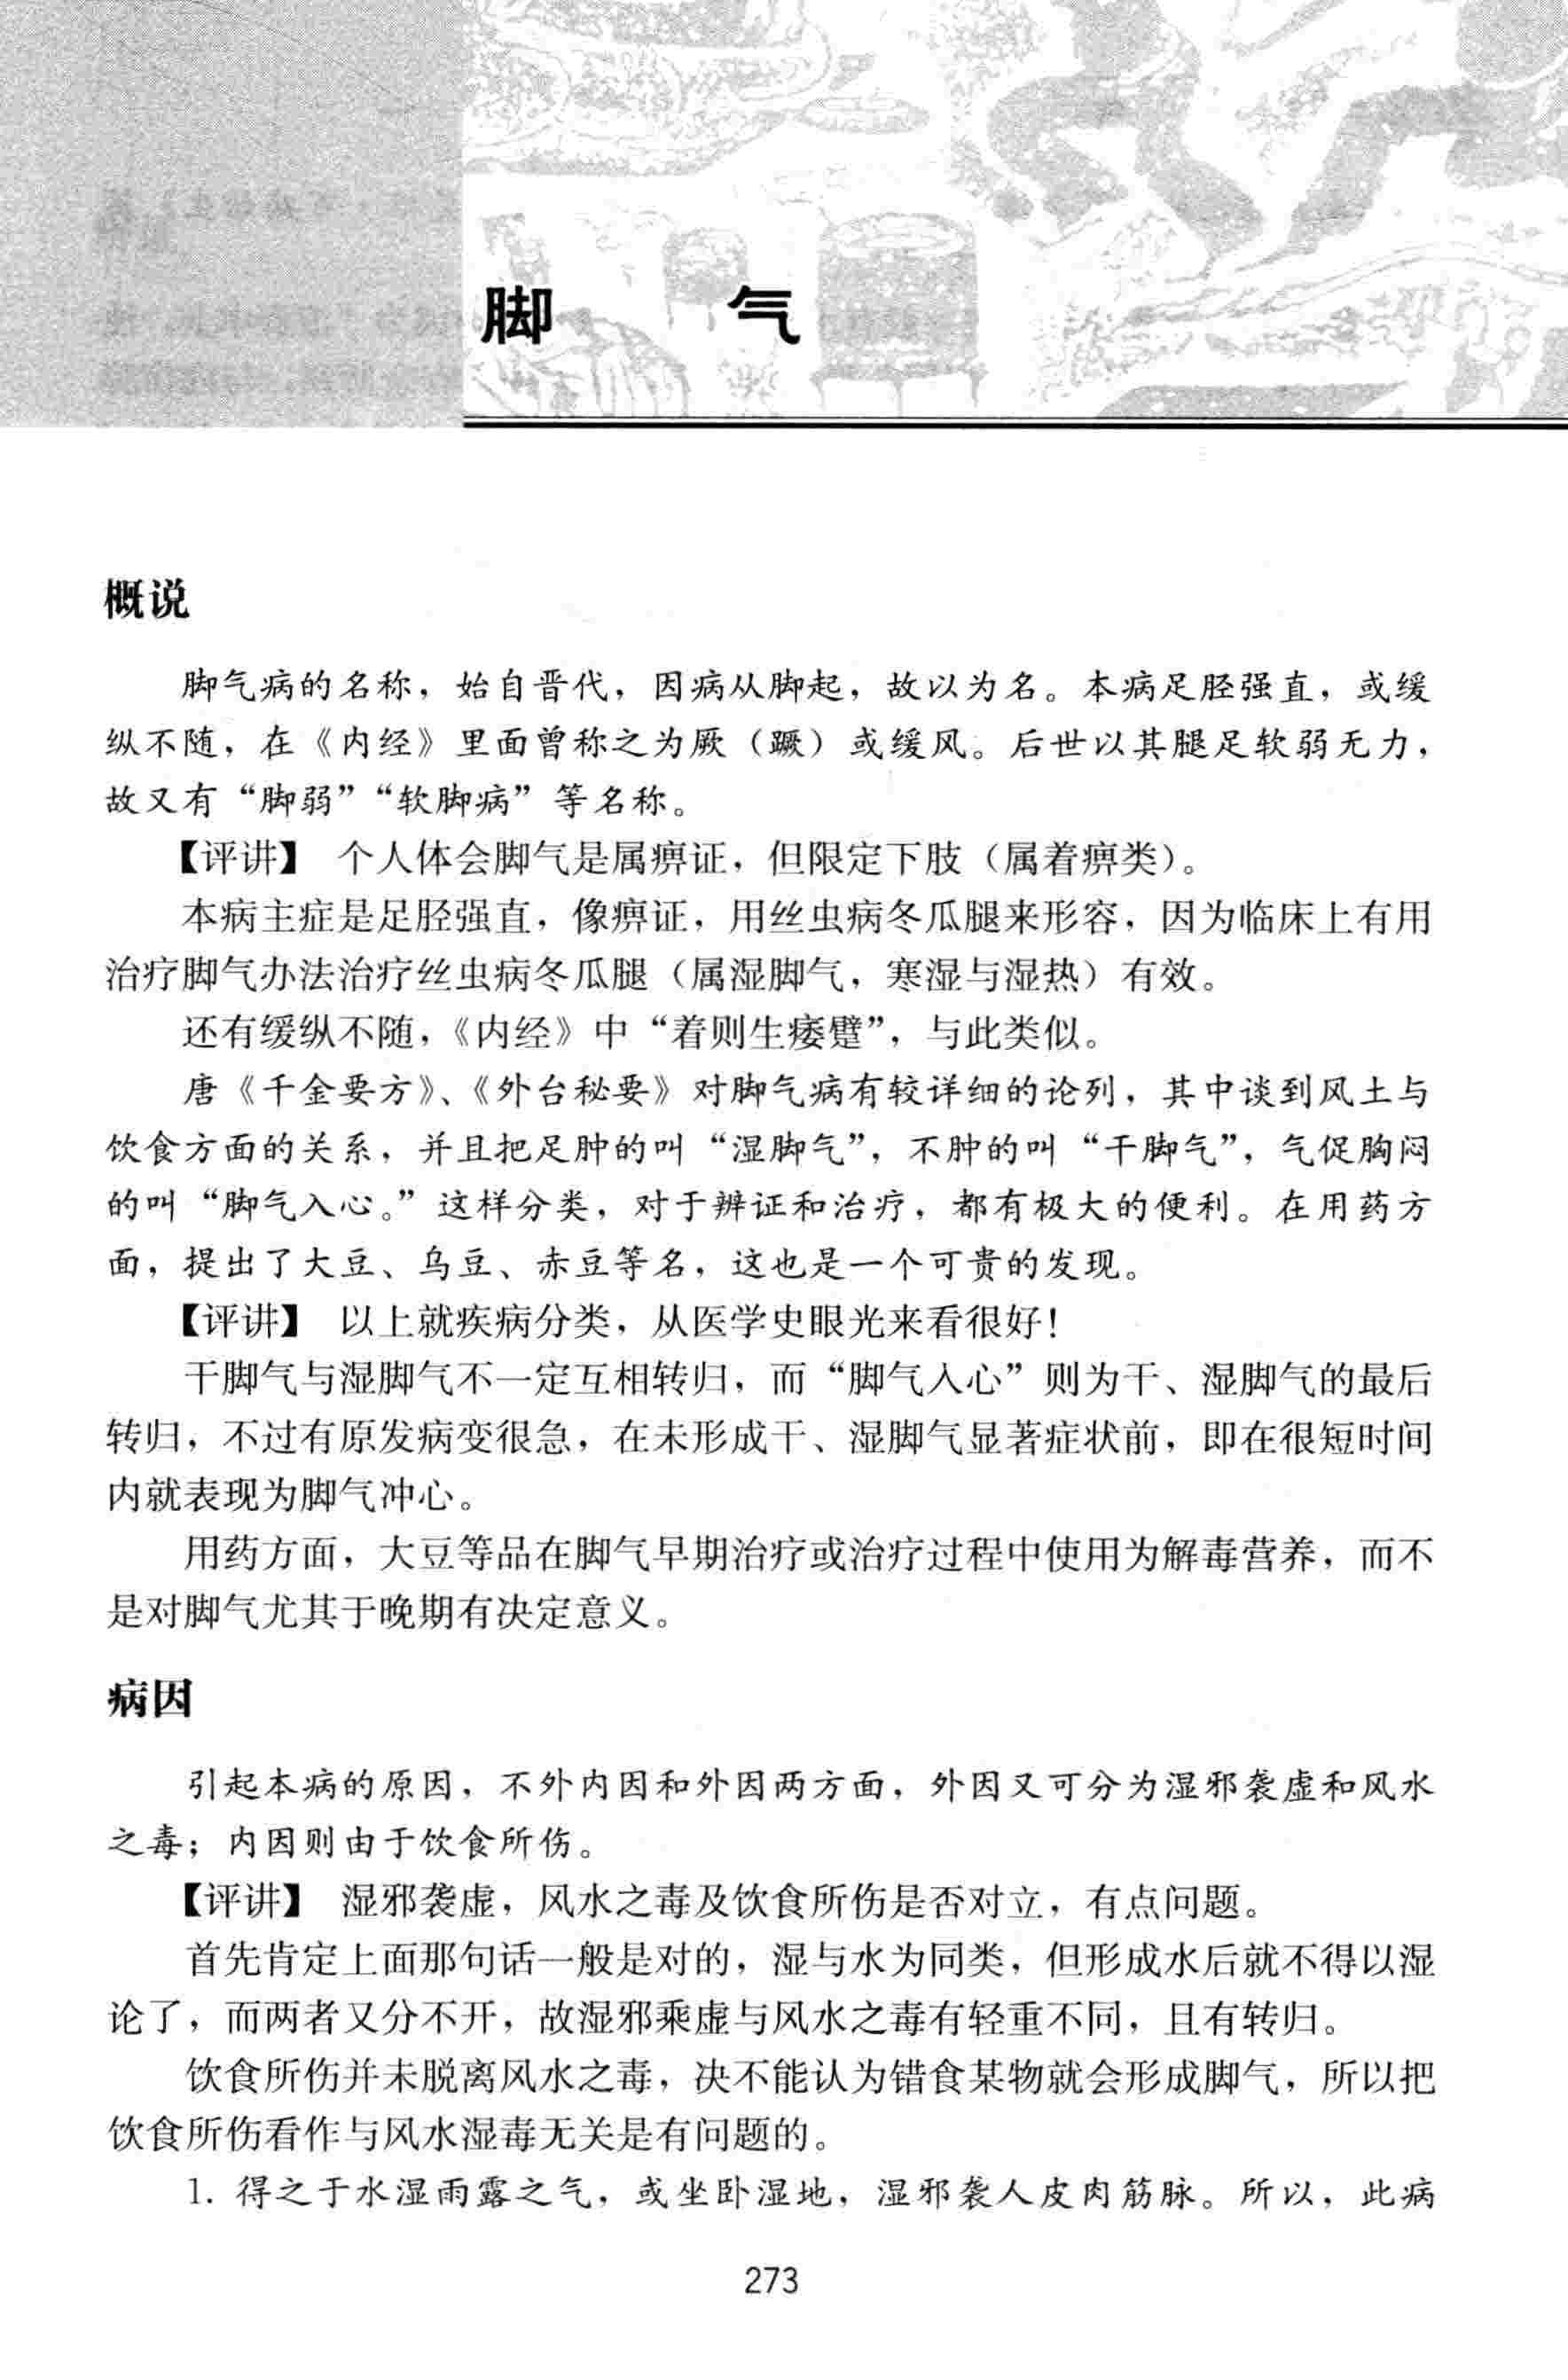 脚 气
概说
脚气病的名称，始自晋代，因病从脚起，故以为名。本病足胫强直，或缓
纵不随，在《内经》里面曾称之为厥（蹶）或缓风。后世以其腿足软弱无力，
故又有“脚弱”“软脚病”等名称。
【评讲】 个人体会脚气是属痹证，但限定下肢（属着痹类）。
本病主症是足胫强直，像痹证，用丝虫病冬瓜腿来形容，因为临床上有用
治疗脚气办法治疗丝虫病冬瓜腿（属湿脚气，寒湿与湿热）有效。
还有缓纵不随，《内经》中“着则生痿躄”，与此类似。
唐《千金要方》、《外台秘要》对脚气病有较详细的论列，其中谈到风土与
饮食方面的关系，并且把足肿的叫“湿脚气”，不肿的叫“干脚气”，气促胸闷
的叫“脚气入心。”这样分类，对于辨证和治疗，都有极大的便利。在用药方
面，提出了大豆、乌豆、赤豆等名，这也是一个可贵的发现。
【评讲】 以上就疾病分类，从医学史眼光来看很好！
干脚气与湿脚气不一定互相转归，而“脚气入心”则为干、湿脚气的最后
转归，不过有原发病变很急，在未形成干、湿脚气显著症状前，即在很短时间
内就表现为脚气冲心。
用药方面，大豆等品在脚气早期治疗或治疗过程中使用为解毒营养，而不
是对脚气尤其于晚期有决定意义。
病因
引起本病的原因，不外内因和外因两方面，外因又可分为湿邪袭虚和风水
之毒；内因则由于饮食所伤。
【评讲】 湿邪袭虚，风水之毒及饮食所伤是否对立，有点问题。
首先肯定上面那句话一般是对的，湿与水为同类，但形成水后就不得以湿
论了，而两者又分不开，故湿邪乘虚与风水之毒有轻重不同，且有转归。
饮食所伤并未脱离风水之毒，决不能认为错食某物就会形成脚气，所以把
饮食所伤看作与风水湿毒无关是有问题的。
1. 得之于水湿雨露之气，或坐卧湿地，湿邪袭人皮肉筋脉。所以，此病
273